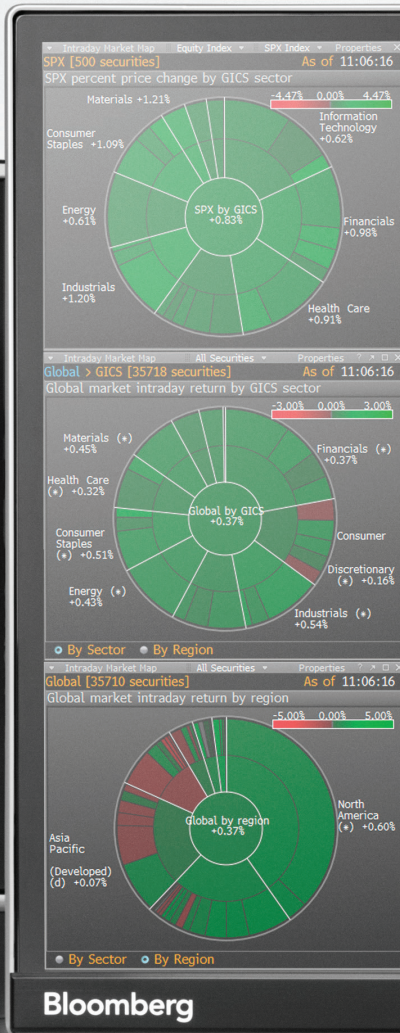 Intraday Market Map Equity Index SPX Index Properties
SPX [500 securities] As of 11:06:16
SPX percent price change by GICS sector
Materials +1.21%
-4.47% 0.00% 4.47%
Information
Technology
+0.62%
Consumer
Staples +1.09%
Energy
+0.61%
SPX by GICS
+0.83%
Financials
+0.98%
Industrials
+1.20%
Health Care
+0.91%
Intraday Market Map All Securities Properties ?
Global > GICS [35718 securities] As of 11:06:16
Global market intraday return by GICS sector
-3.00% 0.00% 3.00%
Materials (*)
+0.45%
Financials (*)
+0.37%
Health Care
(*) +0.32%
Global by GICS
+0.37%
Consumer
Staples
(*) +0.51%
Consumer
Discretionary
(*) +0.16%
Energy (*)
+0.43%
Industrials (*)
+0.54%
By Sector By Region
Intraday Market Map All Securities Properties ?
Global [35710 securities] As of 11:06:16
Global market intraday return by region
-5.00% 0.00% 5.00%
North
America
(*) +0.60%
Global by region
+0.37%
Asia
Pacific
(Developed)
(d) +0.07%
By Sector By Region
Bloomberg